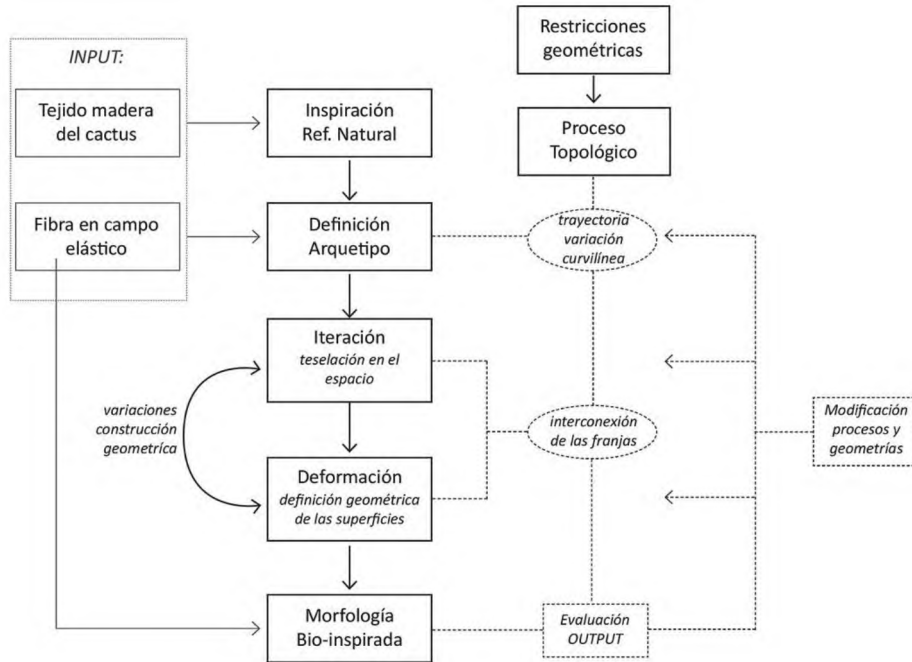 INPUT:
Tejido madera
del cactus
Fibra en campo
elástico
Inspiración
Ref. Natural
Definición
Arquetipo
Iteración
teselación en el
espacio
variaciones
construcción
geometríca
Deformación
definición geométrica
de las superficies
Morfología
Bio-inspirada
Restricciones
geométricas
Proceso
Topológico
trayectoria
variación
curvilínea
interconexión
de las franjas
Evaluación
OUTPUT
Modificación
procesos y
geometrías